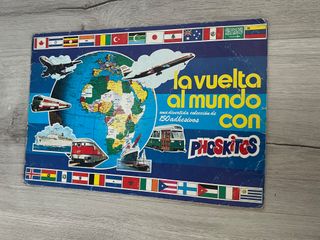 la vuelta
al mundo
una divertida colección de
150 adhesivos
con
PHOSKITOS